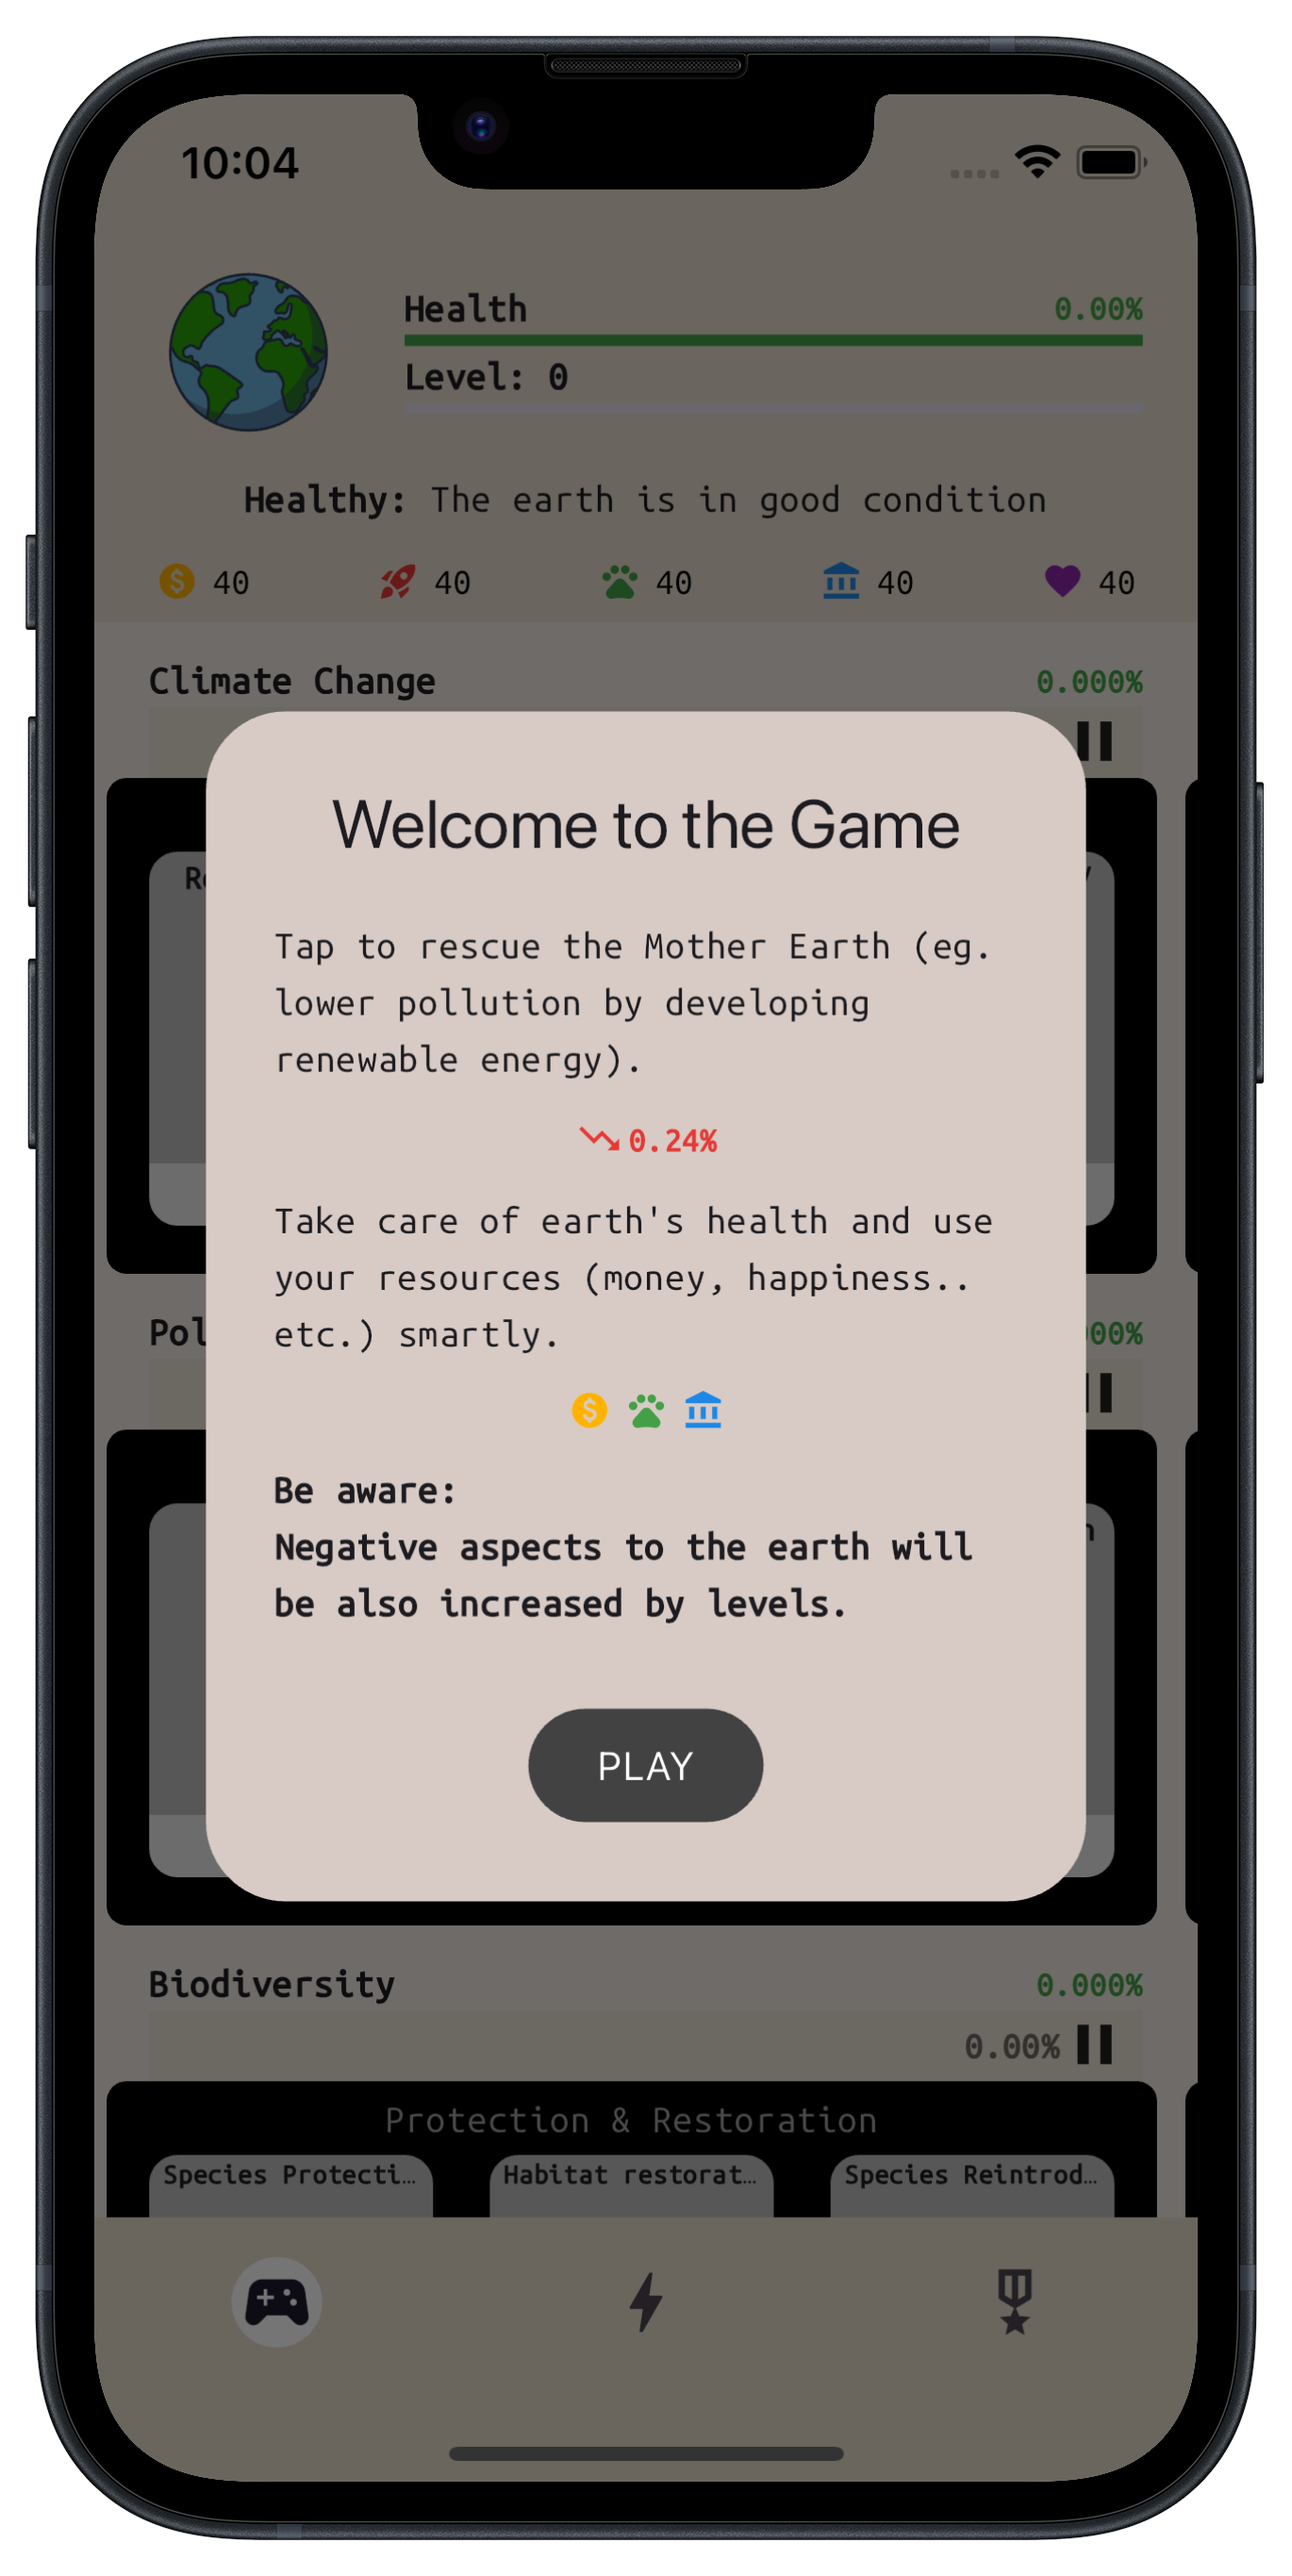 10:04
Health 0.00%
Level: 0
Healthy: The earth is in good condition
40 40 40 40 40
Climate Change 0.000%
Welcome to the Game
Tap to rescue the Mother Earth (eg.
lower pollution by developing
renewable energy).
0.24%
Take care of earth's health and use
your resources (money, happiness..
etc.) smartly.
Be aware:
Negative aspects to the earth will
be also increased by levels.
PLAY
Biodiversity 0.000%
0.00%
Protection & Restoration
Species Protecti… Habitat restorat… Species Reintrod…